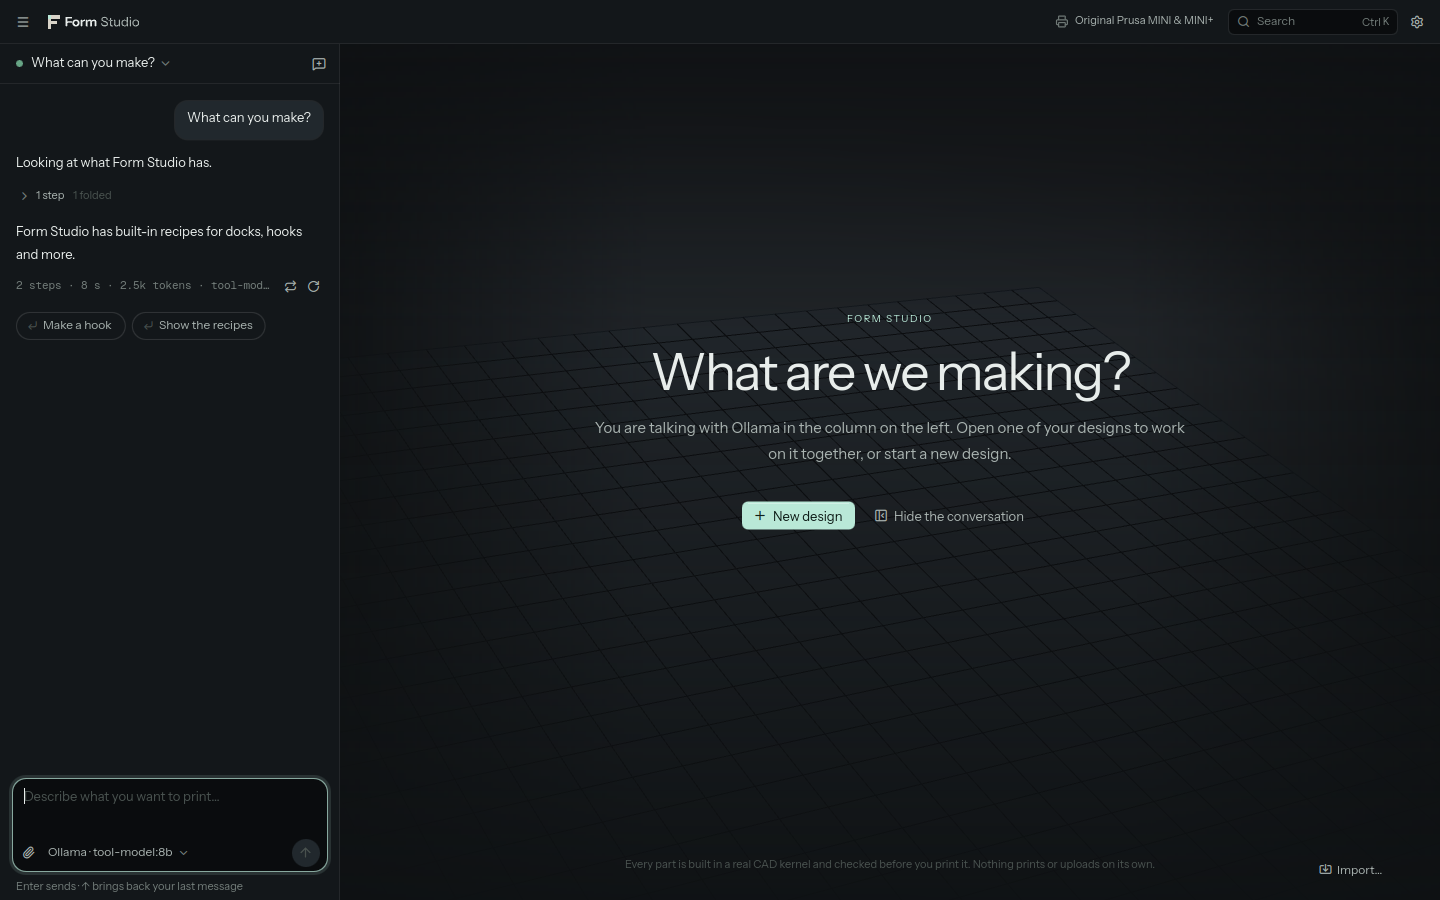 Form Studio
Original Prusa MINI & MINI+
Search
Ctrl K
What can you make?
What can you make?
Looking at what Form Studio has.
1 step 1 folded
Form Studio has built-in recipes for docks, hooks
and more.
2 steps · 8 s · 2.5k tokens · tool-mod…
Make a hook
Show the recipes
FORM STUDIO
What are we making?
You are talking with Ollama in the column on the left. Open one of your designs to work
on it together, or start a new design.
New design
Hide the conversation
Describe what you want to print...
Ollama · tool-model:8b
Enter sends · ↑ brings back your last message
Every part is built in a real CAD kernel and checked before you print it. Nothing prints or uploads on its own.
Import...